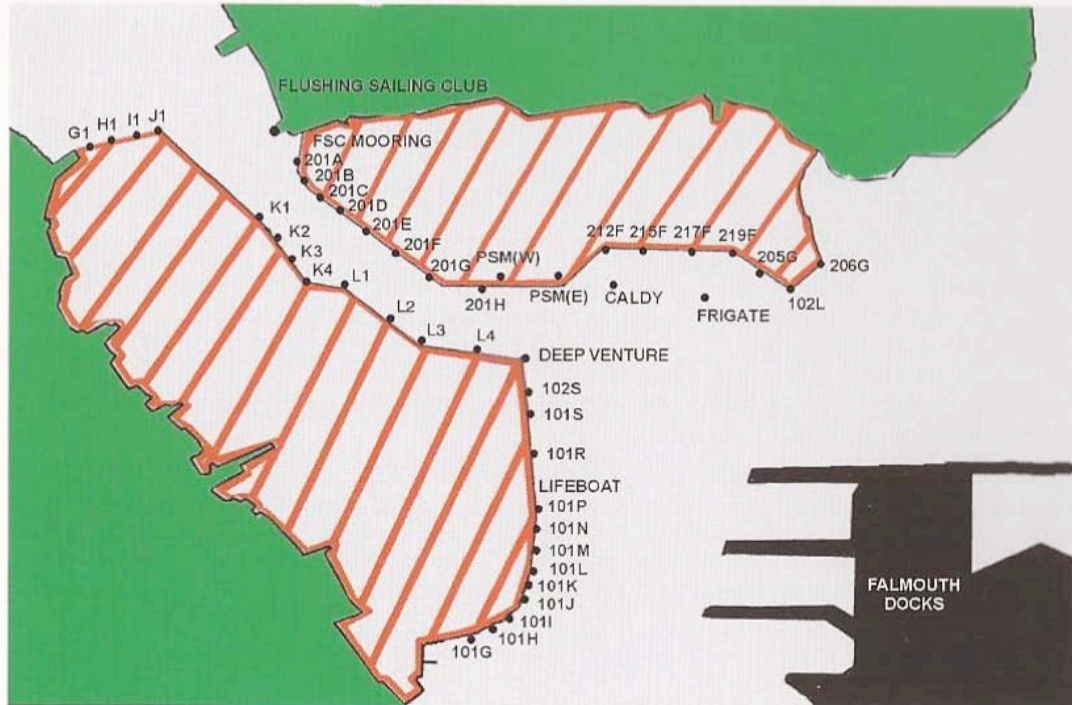 FLUSHING SAILING CLUB
G1
H1
I1
J1
FSC MOORING
201A
201B
201C
201D
201E
201F
201G
201H
K1
K2
K3
K4
L1
L2
L3
L4
PSM(W)
PSM(E)
212F
215F
217F
219F
205G
206G
102L
CALDY
FRIGATE
DEEP VENTURE
102S
101S
101R
LIFEBOAT
101P
101N
101M
101L
101K
101J
101I
101H
101G
FALMOUTH
DOCKS